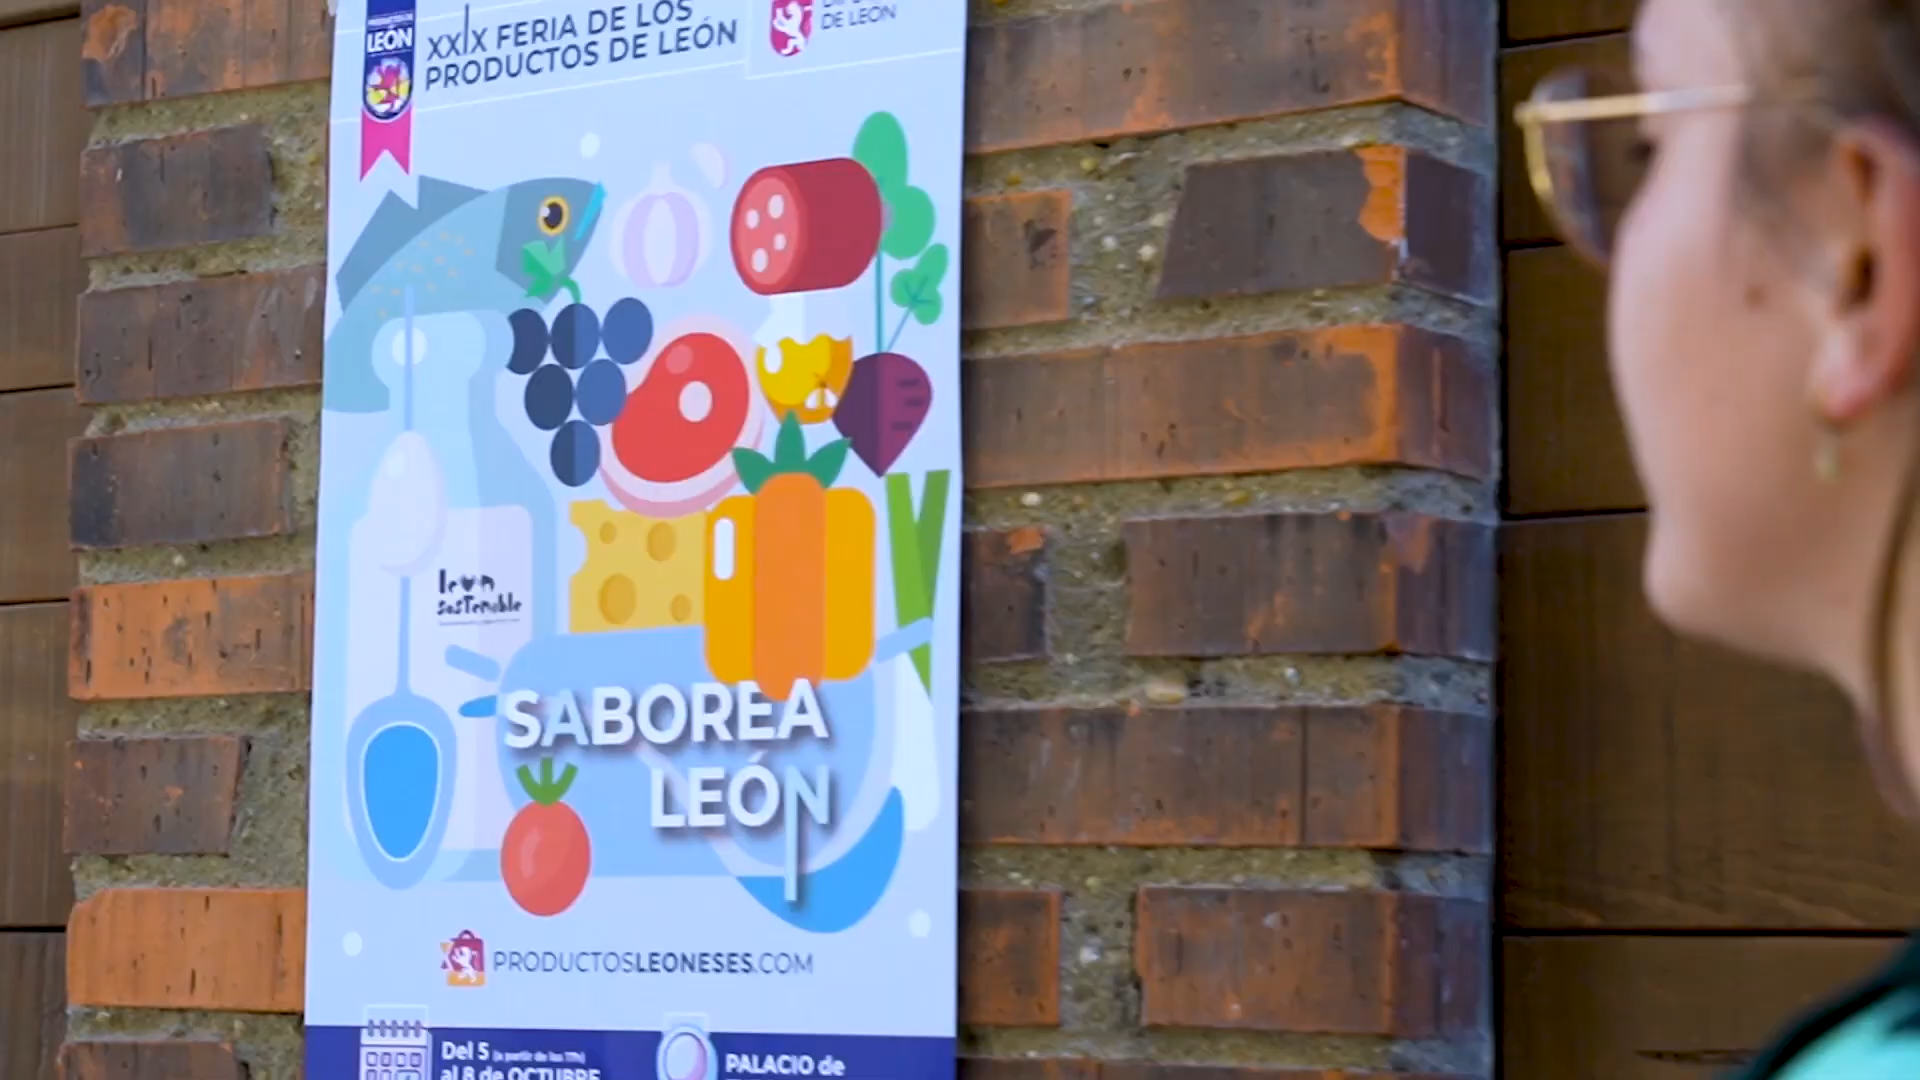 LEÓN
XXIX FERIA DE LOS
PRODUCTOS DE LEÓN
DE LEÓN
león
sosTenible
SABOREA
LEÓN
PRODUCTOSLEONESES.COM
Del 5 (a partir de las 17h)
al 8 de OCTUBRE
PALACIO de